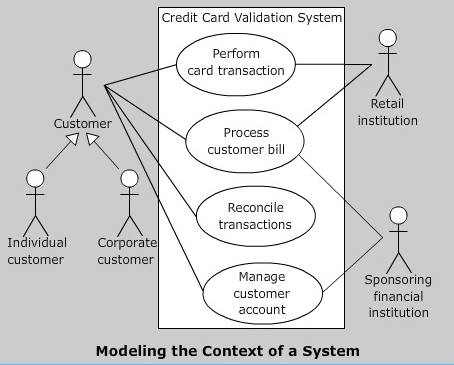 Credit Card Validation System
Perform
card transaction
Customer
Retail
institution
Process
customer bill
Reconcile
transactions
Individual
customer
Corporate
customer
Manage
customer
account
Sponsoring
financial
institution
Modeling the Context of a System